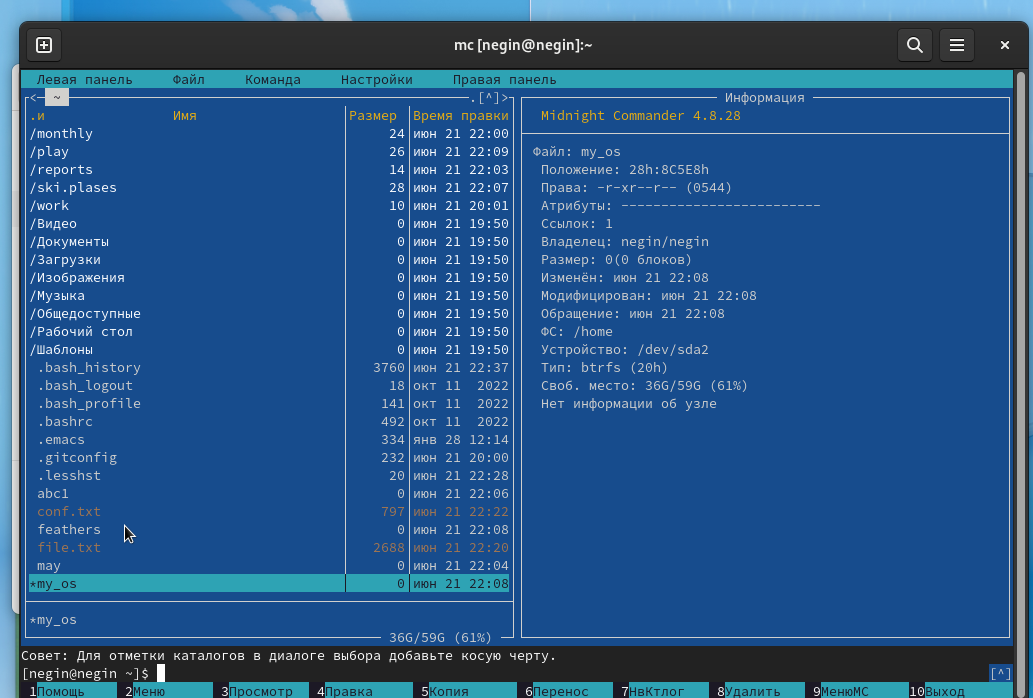 mc [negin@negin]:~
Левая панель Файл Команда Настройки Правая панель
<- ~ .[^]>
.и Имя Размер Время правки
/monthly 24 июн 21 22:00
/play 26 июн 21 22:09
/reports 14 июн 21 22:03
/ski.plases 28 июн 21 22:07
/work 10 июн 21 20:01
/Видео 0 июн 21 19:50
/Документы 0 июн 21 19:50
/Загрузки 0 июн 21 19:50
/Изображения 0 июн 21 19:50
/Музыка 0 июн 21 19:50
/Общедоступные 0 июн 21 19:50
/Рабочий стол 0 июн 21 19:50
/Шаблоны 0 июн 21 19:50
.bash_history 3760 июн 21 22:37
.bash_logout 18 окт 11 2022
.bash_profile 141 окт 11 2022
.bashrc 492 окт 11 2022
.emacs 334 янв 28 12:14
.gitconfig 232 июн 21 20:00
.lesshst 20 июн 21 22:28
abc1 0 июн 21 22:06
conf.txt 797 июн 21 22:22
feathers 0 июн 21 22:08
file.txt 2688 июн 21 22:20
may 0 июн 21 22:04
*my_os 0 июн 21 22:08
*my_os
36G/59G (61%)
Информация
Midnight Commander 4.8.28
Файл: my_os
Положение: 28h:8C5E8h
Права: -r-xr--r-- (0544)
Атрибуты: -------------------------
Ссылок: 1
Владелец: negin/negin
Размер: 0(0 блоков)
Изменён: июн 21 22:08
Модифицирован: июн 21 22:08
Обращение: июн 21 22:08
ФС: /home
Устройство: /dev/sda2
Тип: btrfs (20h)
Своб. место: 36G/59G (61%)
Нет информации об узле
Совет: Для отметки каталогов в диалоге выбора добавьте косую черту.
[negin@negin ~]$ [^]
1Помощь 2Меню 3Просмотр 4Правка 5Копия 6Перенос 7НвКтлог 8Удалить 9МенюМС 10Выход